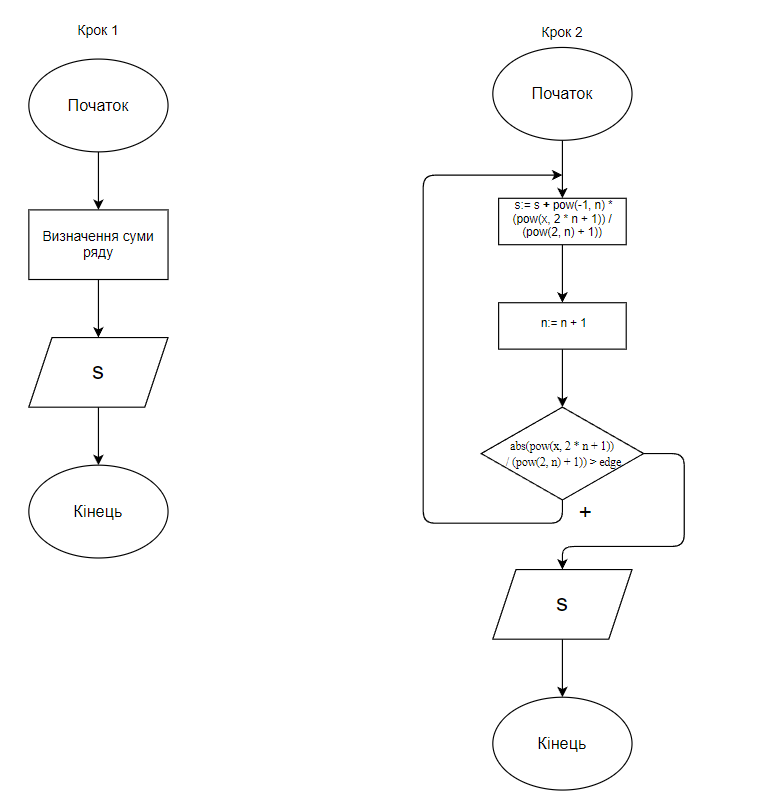 Крок 1
Початок
Визначення суми
ряду
S
Кінець
Крок 2
Початок
s:= s + pow(-1, n) *
(pow(x, 2 * n + 1)) /
(pow(2, n) + 1))
n:= n + 1
abs(pow(x, 2 * n + 1))
/ (pow(2, n) + 1)) > edge
+
S
Кінець